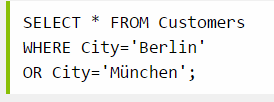 SELECT * FROM Customers
WHERE City='Berlin'
OR City='München';